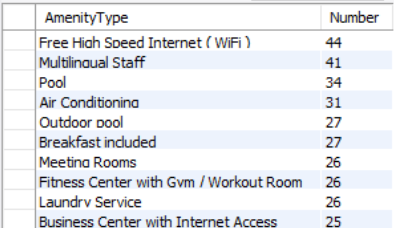 AmenityType Number
Free High Speed Internet ( WiFi ) 44
Multilingual Staff 41
Pool 34
Air Conditioning 31
Outdoor pool 27
Breakfast included 27
Meeting Rooms 26
Fitness Center with Gym / Workout Room 26
Laundry Service 26
Business Center with Internet Access 25